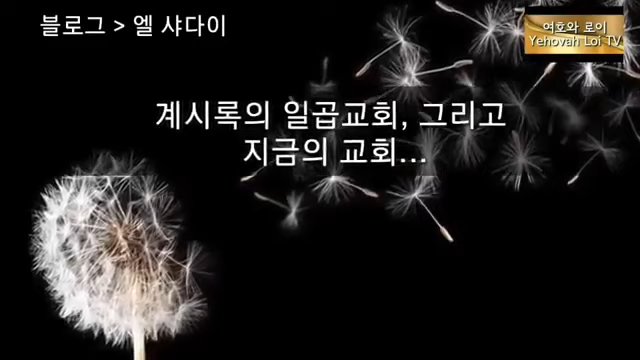 블로그 > 엘 샤다이
여호와 로이
Yehovah Loi TV
계시록의 일곱교회, 그리고
지금의 교회...